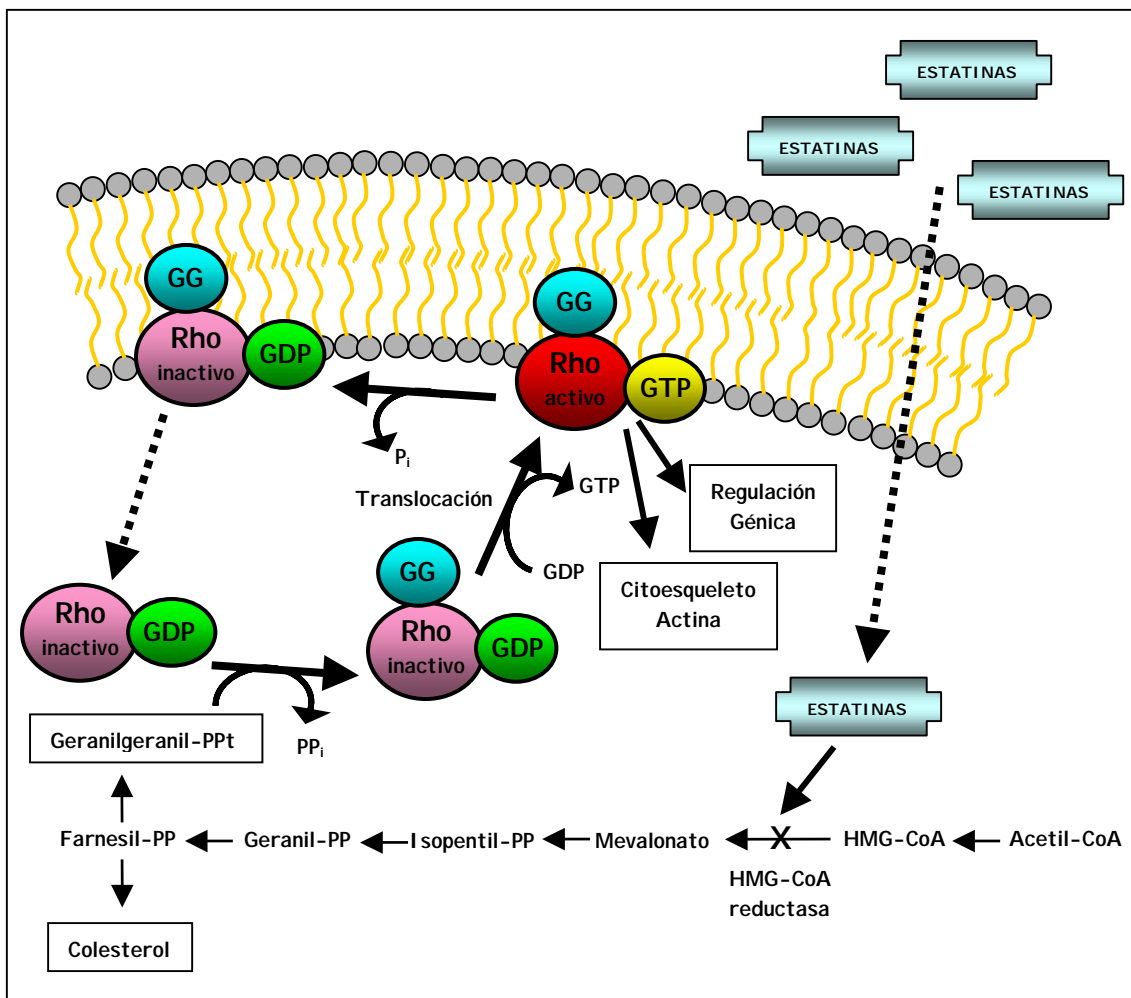 ESTATINAS
ESTATINAS
ESTATINAS
GG
Rho
inactivo
GDP
GG
Rho
activo
GTP
Pi
Translocación
GTP
GDP
Regulación
Génica
Citoesqueleto
Actina
Rho
inactivo
GDP
GG
Rho
inactivo
GDP
PPi
Geranilgeranil-PPt
ESTATINAS
Farnesil-PP
Geranil-PP
Isopentil-PP
Mevalonato
X
HMG-CoA
Acetil-CoA
HMG-CoA
reductasa
Colesterol